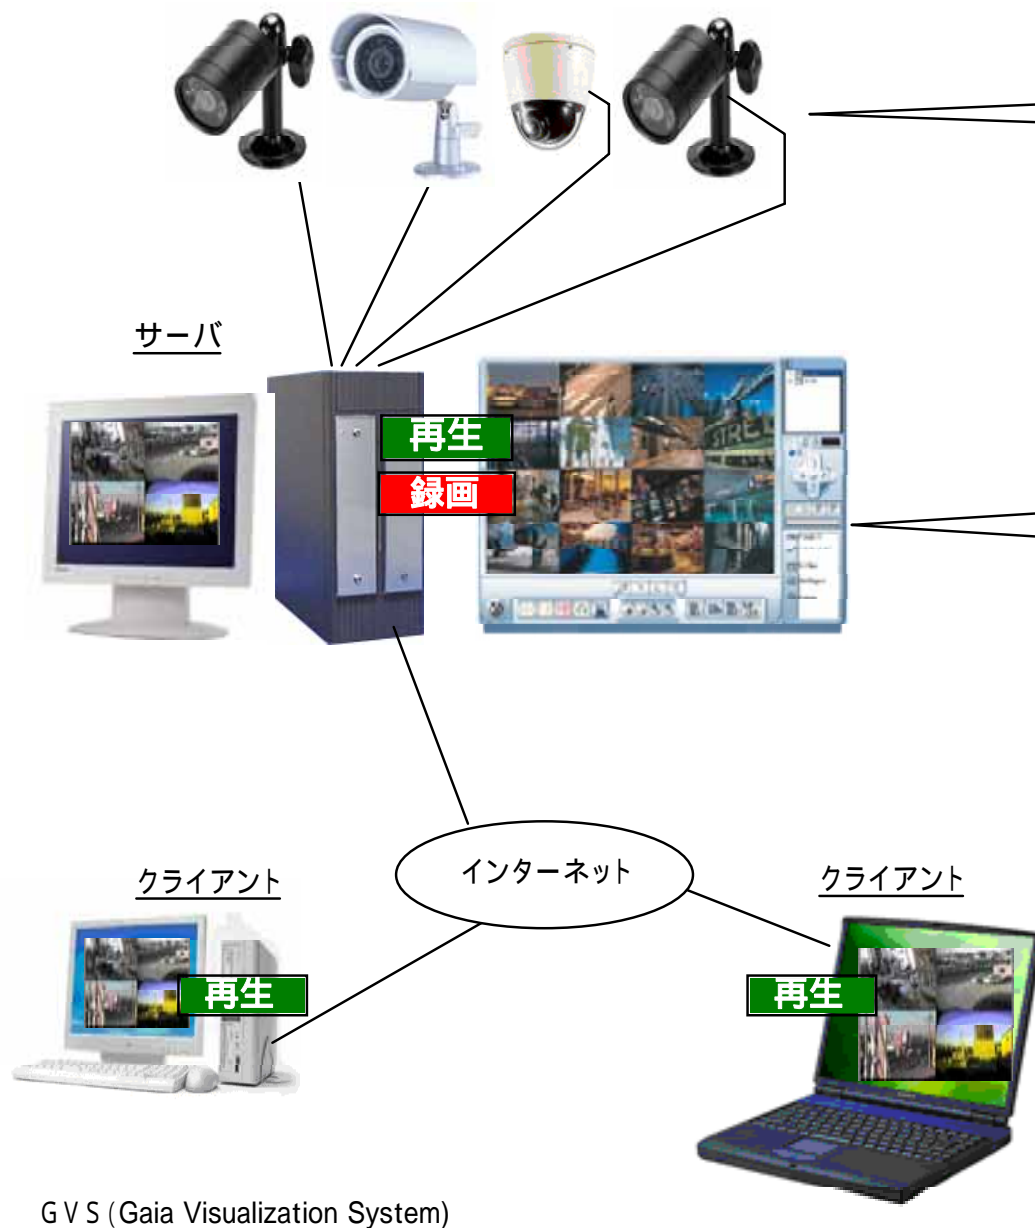 サーバ
再生
録画
インターネット
クライアント
クライアント
再生
再生
GVS(Gaia Visualization System)